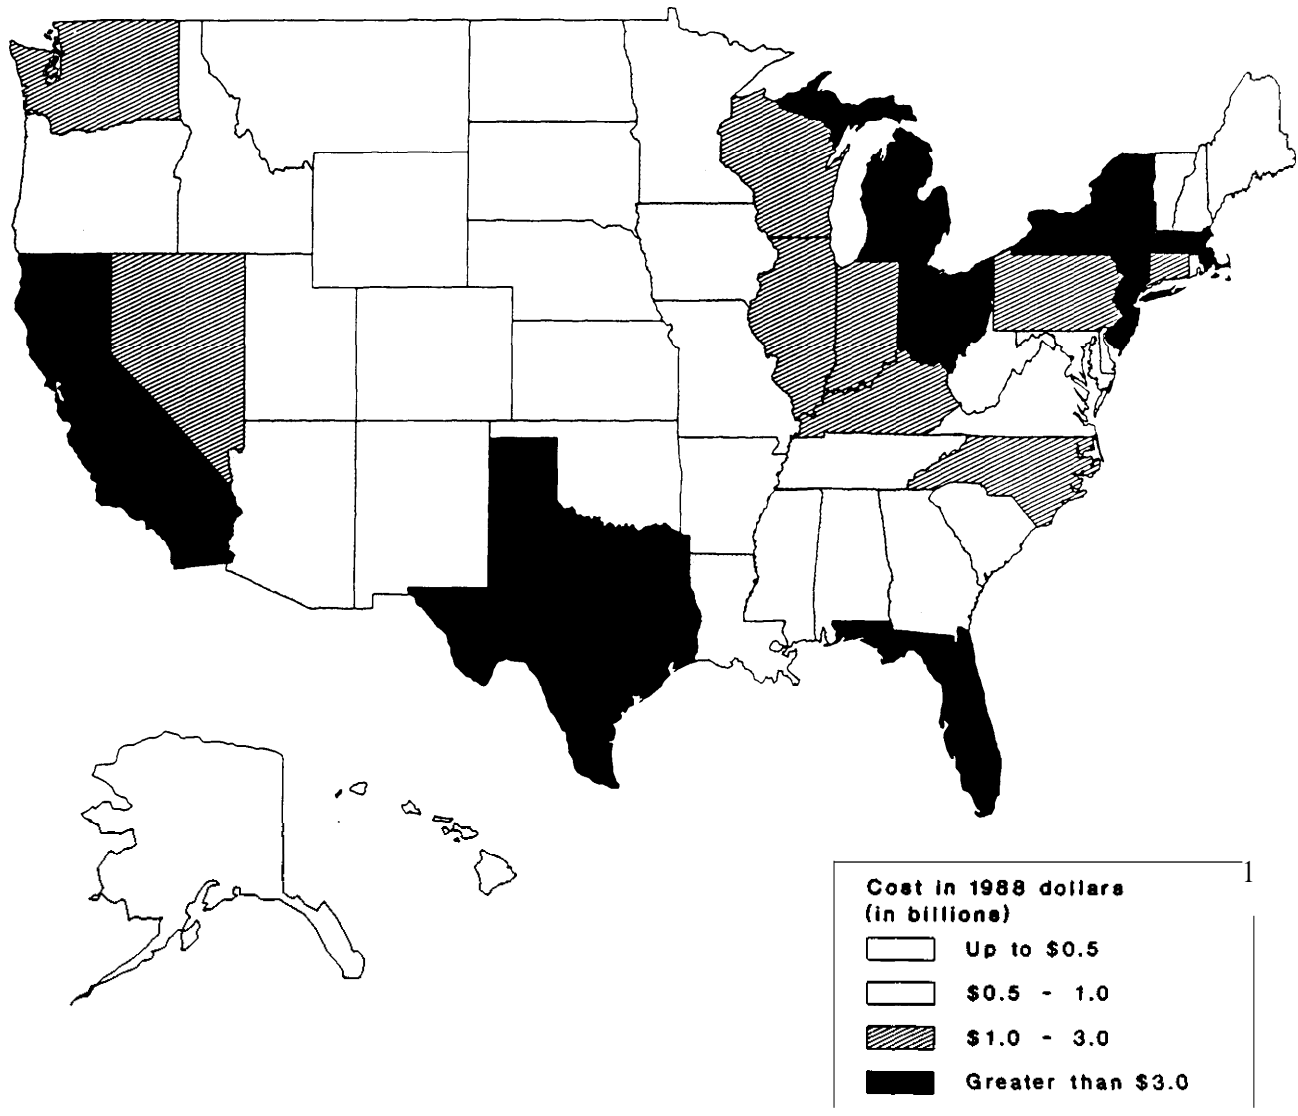 1
Cost in 1988 dollars
(in billions)
Up to $0.5
$0.5 - 1.0
$1.0 - 3.0
Greater than $3.0